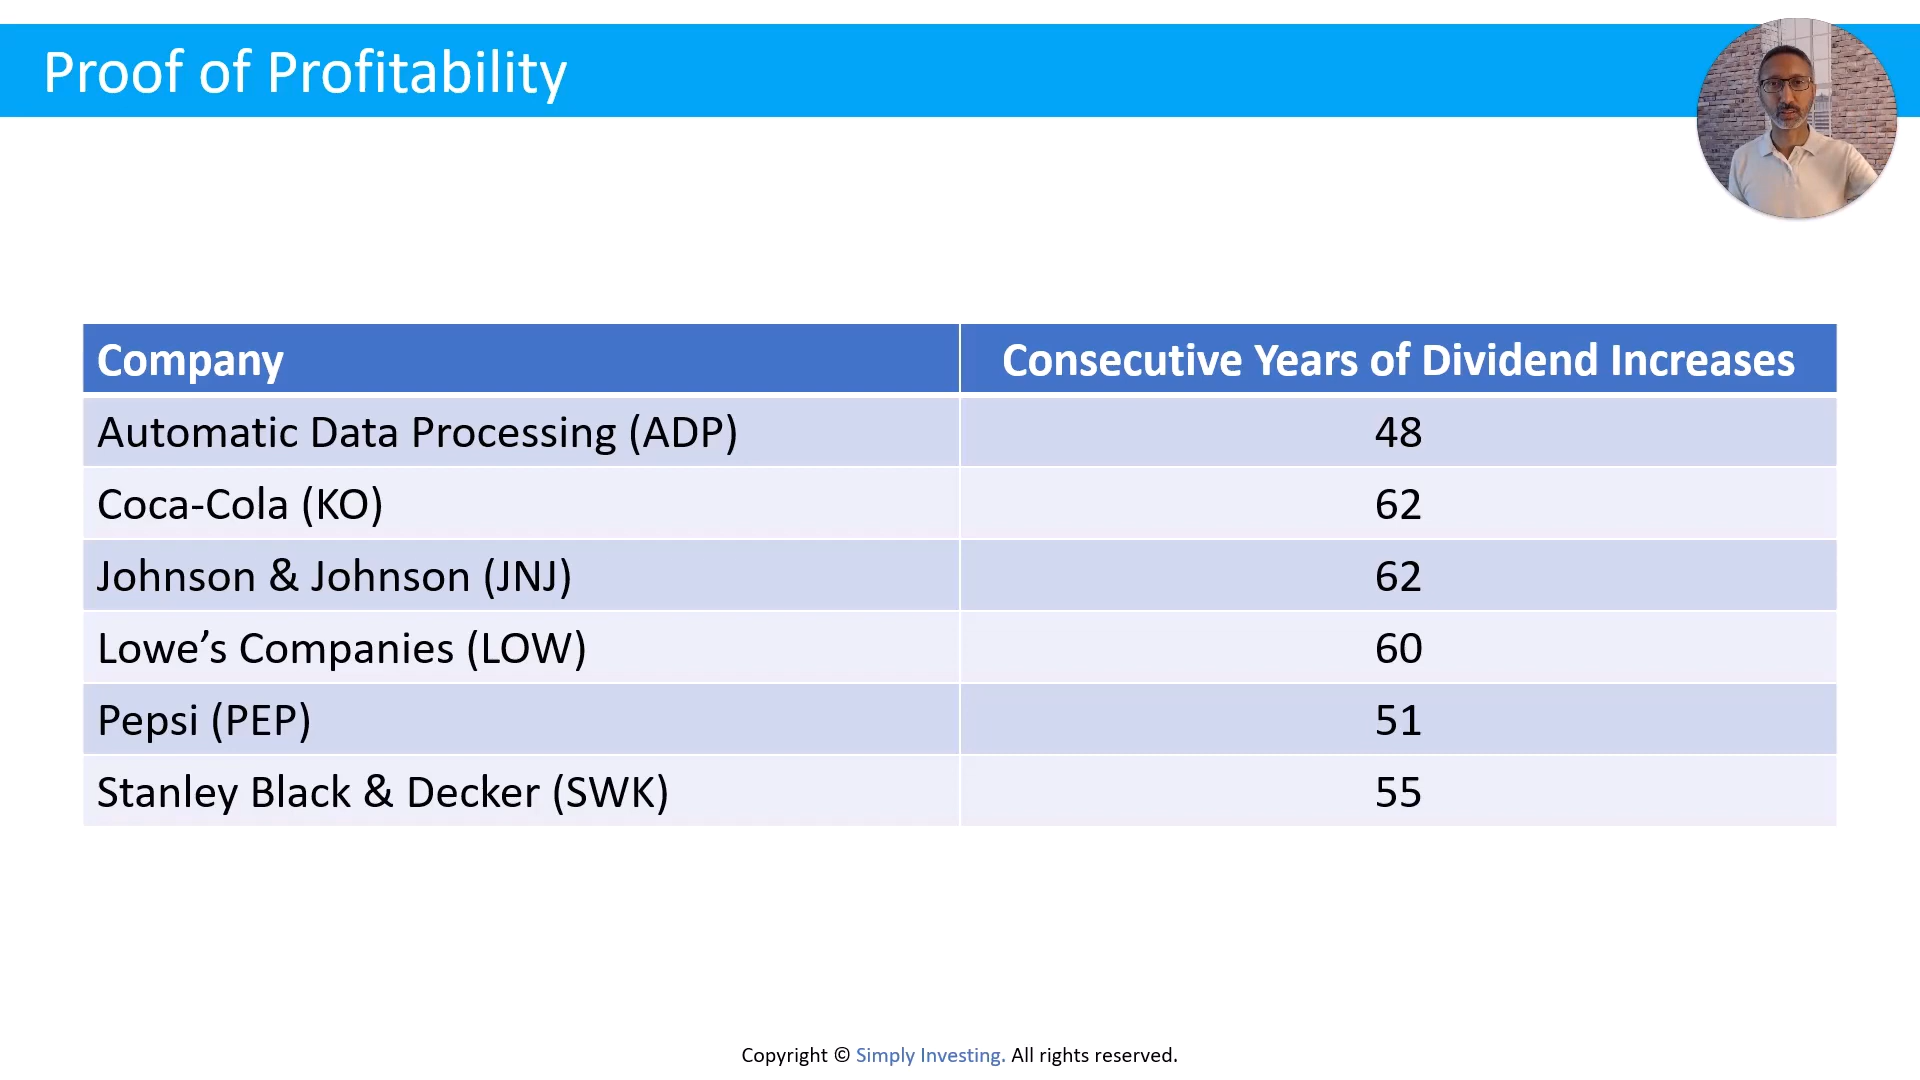 Proof of Profitability
Company Consecutive Years of Dividend Increases
Automatic Data Processing (ADP) 48
Coca-Cola (KO) 62
Johnson & Johnson (JNJ) 62
Lowe’s Companies (LOW) 60
Pepsi (PEP) 51
Stanley Black & Decker (SWK) 55
Copyright © Simply Investing. All rights reserved.